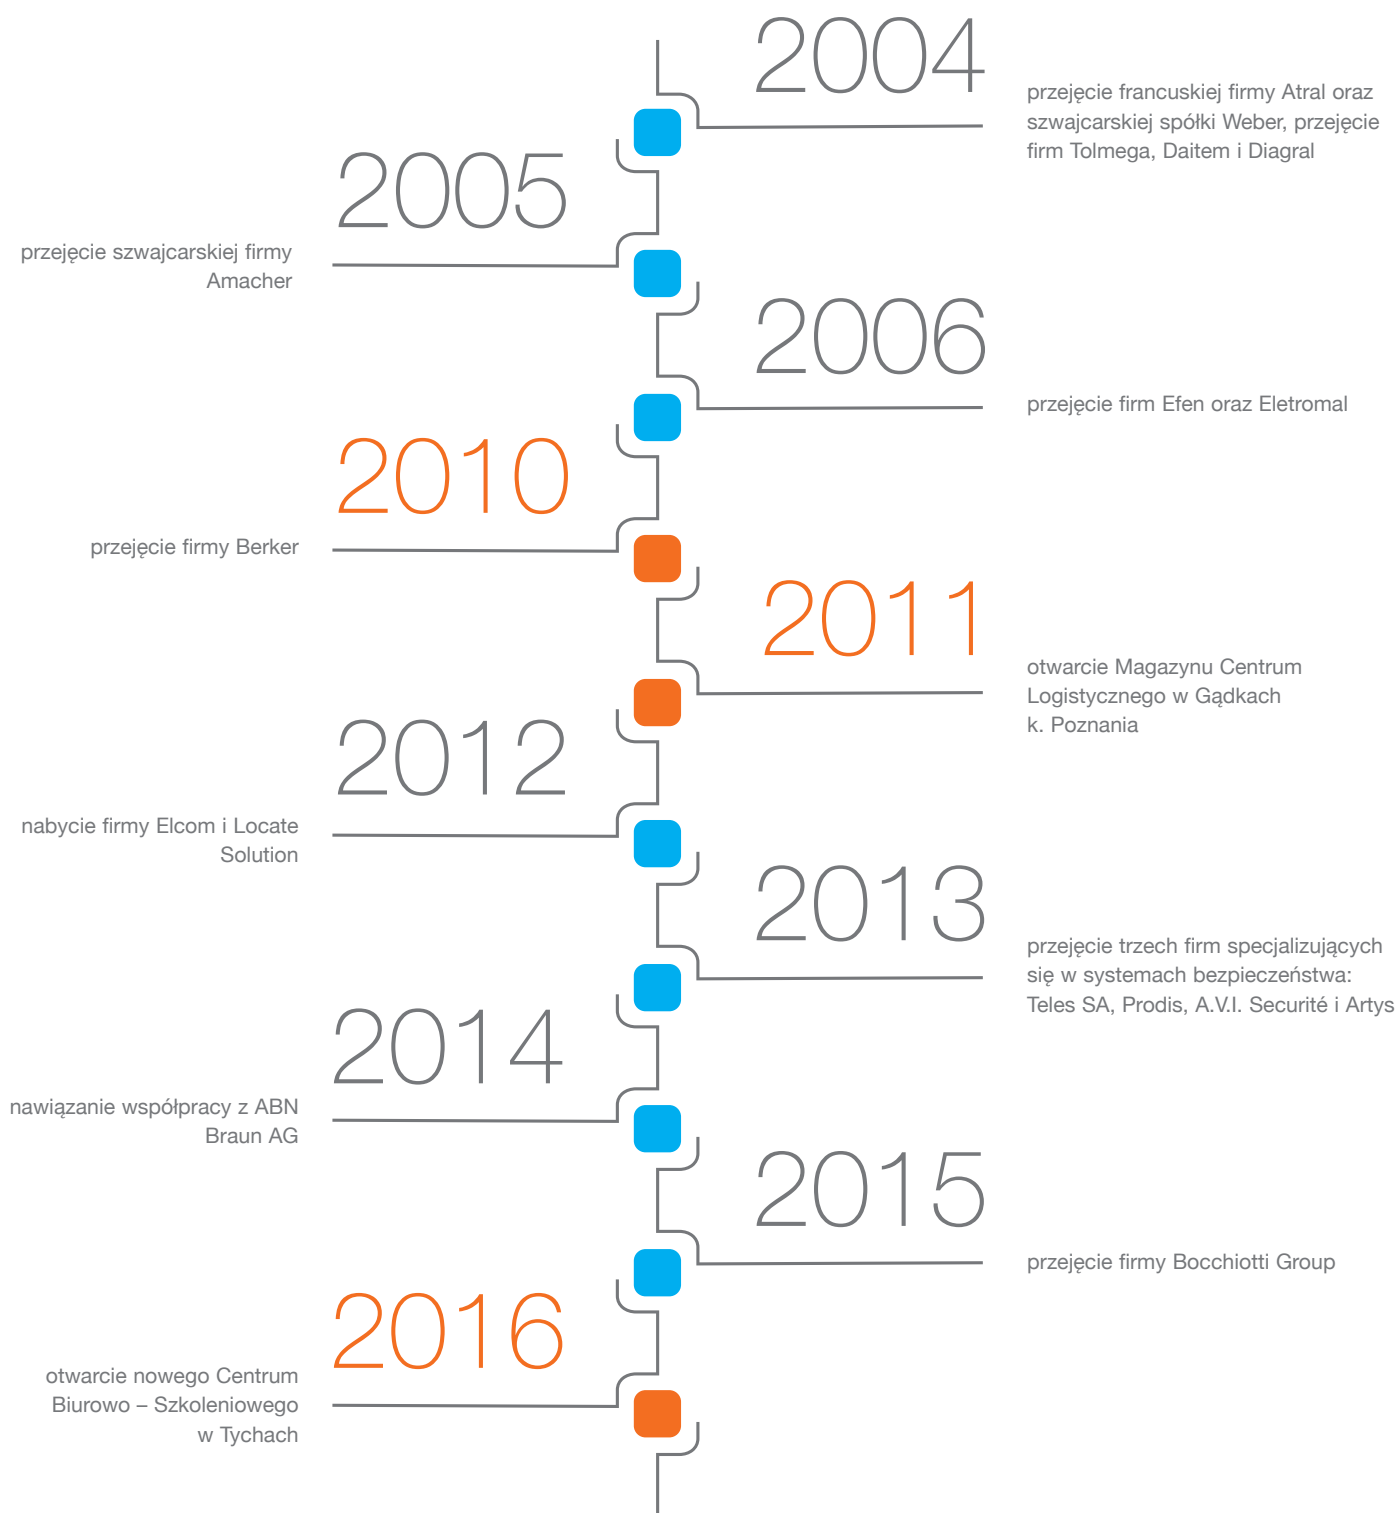 2004
przejęcie francuskiej firmy Atral oraz
szwajcarskiej spółki Weber, przejęcie
firm Tolmega, Daitem i Diagral
2005
przejęcie szwajcarskiej firmy
Amacher
2006
przejęcie firm Efen oraz Eletromal
2010
przejęcie firmy Berker
2011
otwarcie Magazynu Centrum
Logistycznego w Gądkach
k. Poznania
2012
nabycie firmy Elcom i Locate
Solution
2013
przejęcie trzech firm specjalizujących
się w systemach bezpieczeństwa:
Teles SA, Prodis, A.V.I. Securité i Artys
2014
nawiązanie współpracy z ABN
Braun AG
2015
przejęcie firmy Bocchiotti Group
2016
otwarcie nowego Centrum
Biurowo – Szkoleniowego
w Tychach